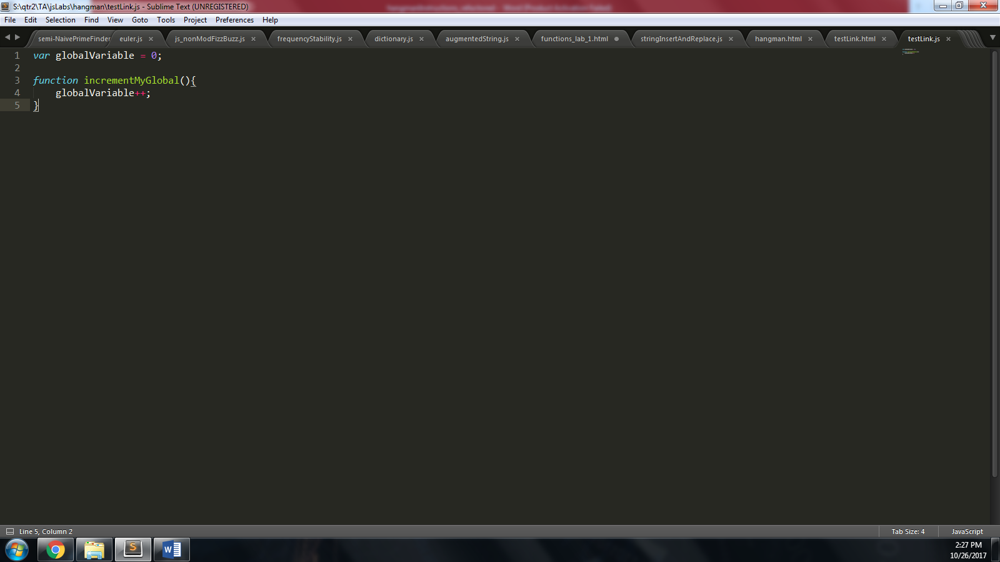 S:\qtr2\TA\jsLabs\hangman\testLink.js - Sublime Text (UNREGISTERED)
File Edit Selection Find View Goto Tools Project Preferences Help
semi-NaivePrimeFinder euler.js js_nonModFizzBuzz.js frequencyStability.js dictionary.js augmentedString.js functions_lab_1.html stringInsertAndReplace.js hangman.html testLink.html testLink.js
1 var globalVariable = 0;
2
3 function incrementMyGlobal(){
4 globalVariable++;
5 }
Line 5, Column 2 Tab Size: 4 JavaScript
2:27 PM
10/26/2017